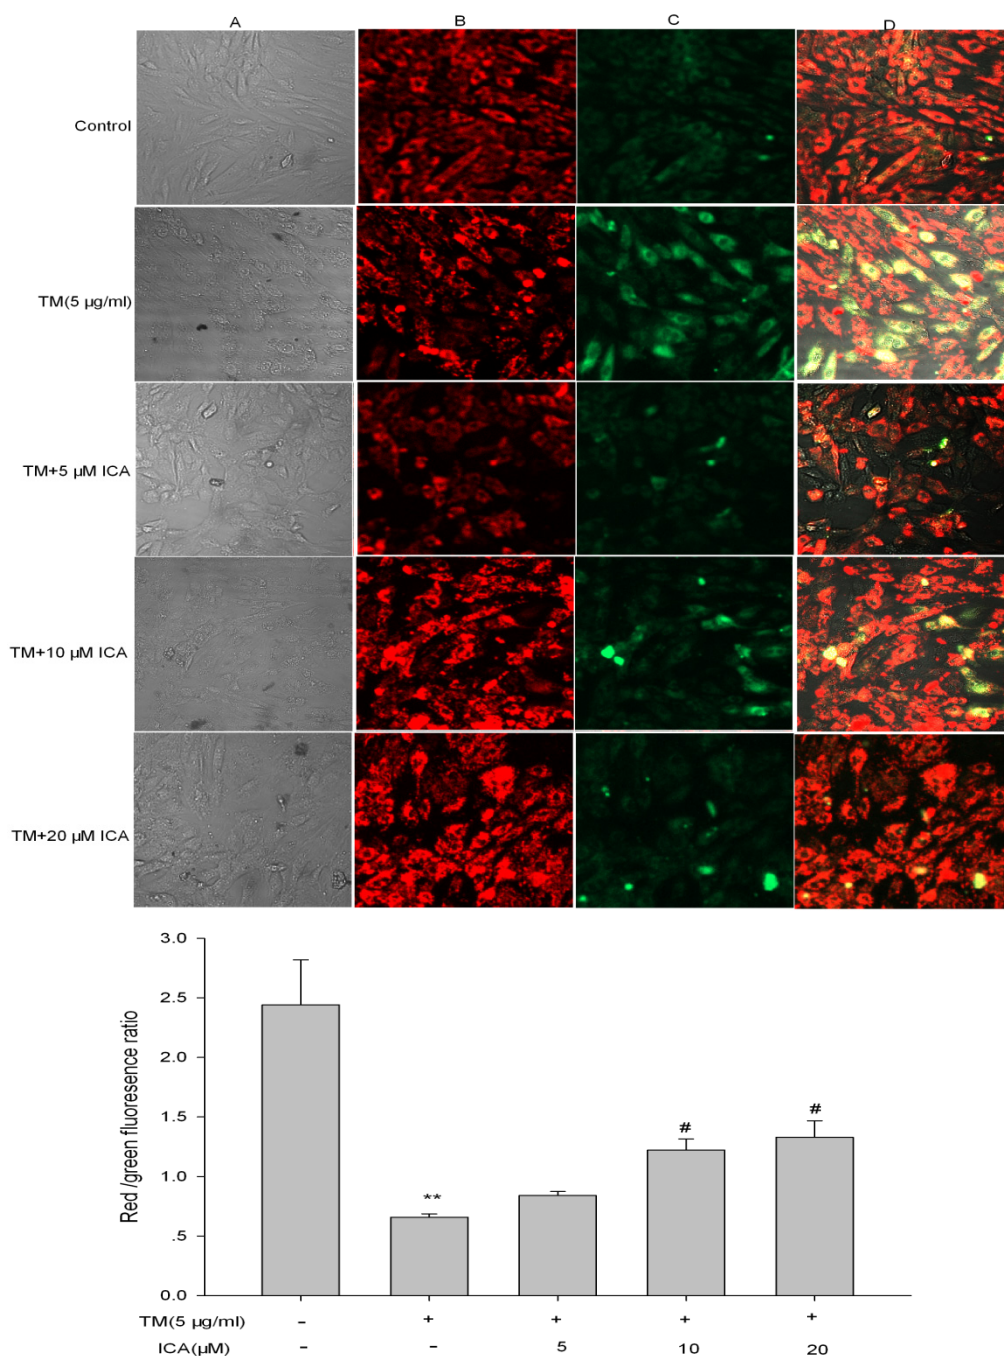 A B C D
Control
TM(5 µg/ml)
TM+5 µM ICA
TM+10 µM ICA
TM+20 µM ICA
Red /green fluoresence ratio
3.0
2.5
2.0
1.5
1.0
.5
0.0
** # #
TM(5 µg/ml) - + + + +
ICA(µM) - - 5 10 20